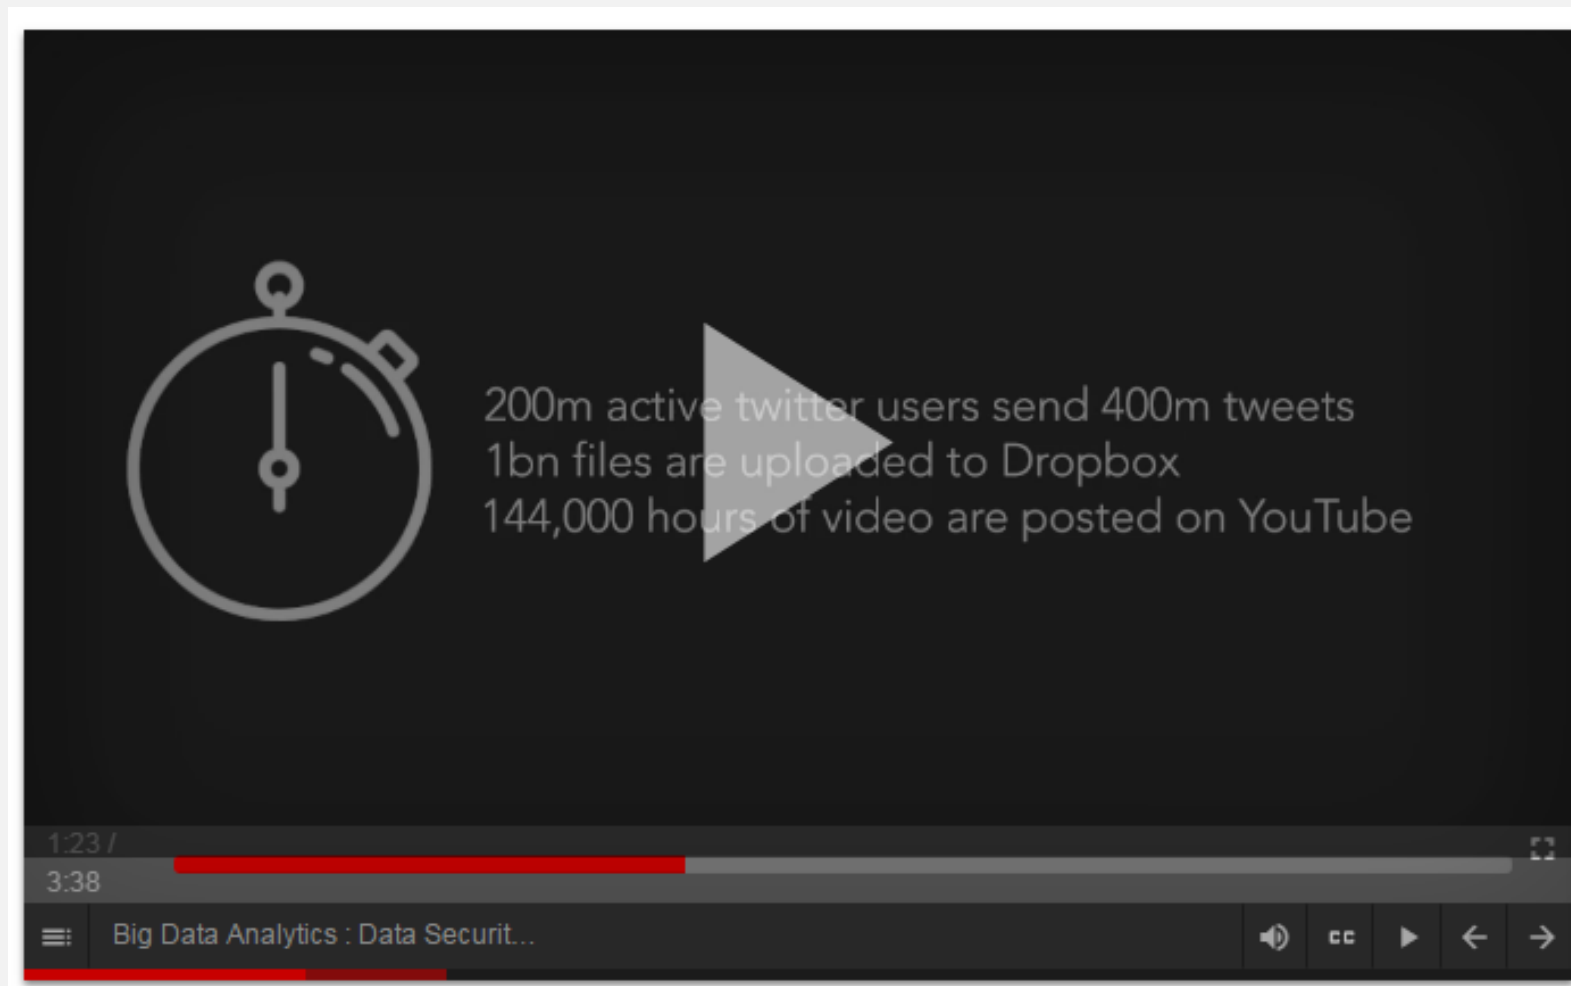 200m active twitter users send 400m tweets
1bn files are uploaded to Dropbox
144,000 hours of video are posted on YouTube
1:23 /
3:38
Big Data Analytics : Data Securit...
CC